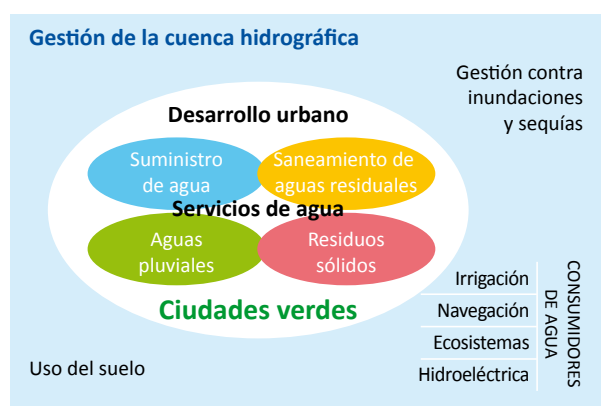 Gestión de la cuenca hidrográfica
Gestión contra
inundaciones
y sequías
Desarrollo urbano
Suministro
de agua
Saneamiento de
aguas residuales
Servicios de agua
Aguas
pluviales
Residuos
sólidos
Ciudades verdes
Irrigación
Navegación
Ecosistemas
Hidroeléctrica
CONSUMIDORES
DE AGUA
Uso del suelo